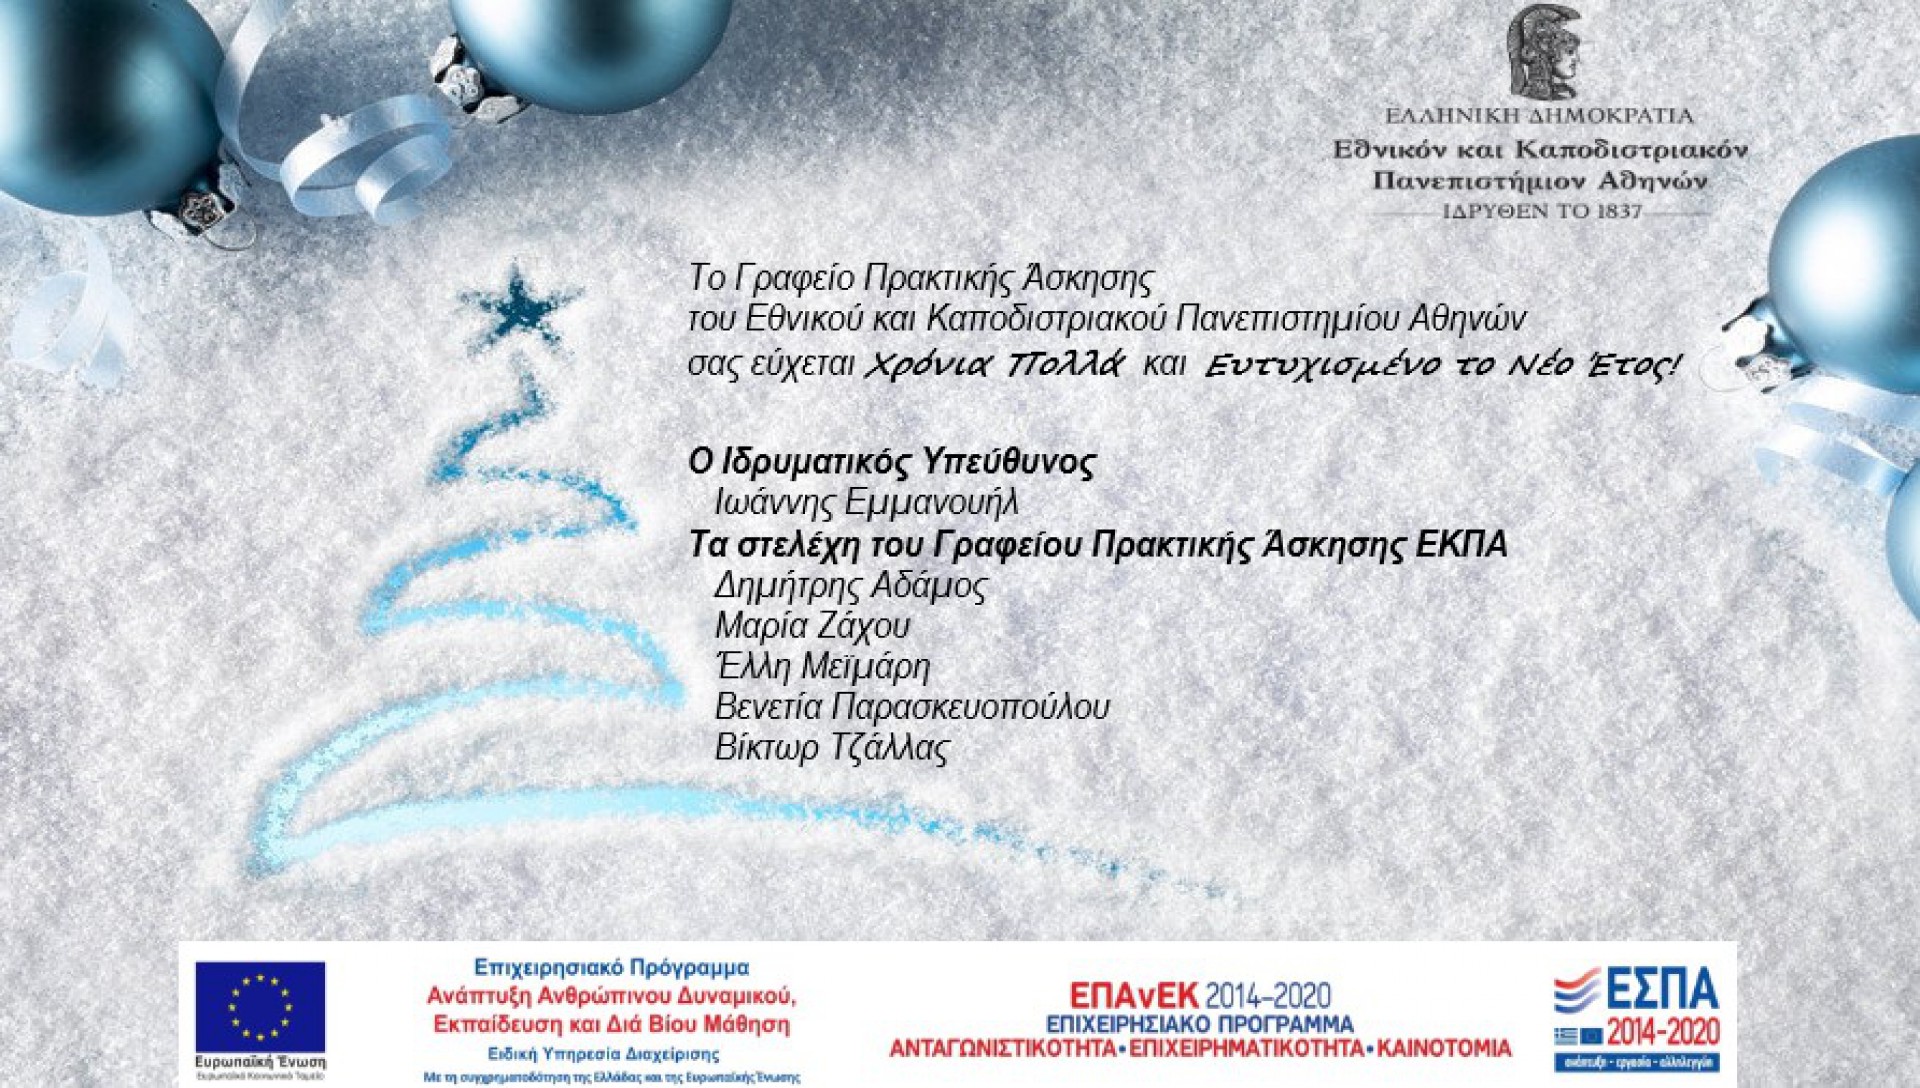 ΕΛΛΗΝΙΚΗ ΔΗΜΟΚΡΑΤΙΑ
Εθνικόν και Καποδιστριακόν
Πανεπιστήμιον Αθηνών
ΙΔΡΥΘΕΝ ΤΟ 1837
Το Γραφείο Πρακτικής Άσκησης
του Εθνικού και Καποδιστριακού Πανεπιστημίου Αθηνών
σας εύχεται Χρόνια Πολλά και Ευτυχισμένο το Νέο Έτος!
Ο Ιδρυματικός Υπεύθυνος
Ιωάννης Εμμανουήλ
Τα στελέχη του Γραφείου Πρακτικής Άσκησης ΕΚΠΑ
Δημήτρης Αδάμος
Μαρία Ζάχου
Έλλη Μεϊμάρη
Βενετία Παρασκευοπούλου
Βίκτωρ Τζάλλας
Ευρωπαϊκή Ένωση
Ευρωπαϊκό Κοινωνικό Ταμείο
Επιχειρησιακό Πρόγραμμα
Ανάπτυξη Ανθρώπινου Δυναμικού,
Εκπαίδευση και Διά Βίου Μάθηση
Ειδική Υπηρεσία Διαχείρισης
Με τη συγχρηματοδότηση της Ελλάδας και της Ευρωπαϊκής Ένωσης
ΕΠΑνΕΚ 2014–2020
ΕΠΙΧΕΙΡΗΣΙΑΚΟ ΠΡΟΓΡΑΜΜΑ
ΑΝΤΑΓΩΝΙΣΤΙΚΟΤΗΤΑ • ΕΠΙΧΕΙΡΗΜΑΤΙΚΟΤΗΤΑ • ΚΑΙΝΟΤΟΜΙΑ
ΕΣΠΑ
2014-2020
ανάπτυξη - εργασία - αλληλεγγύη